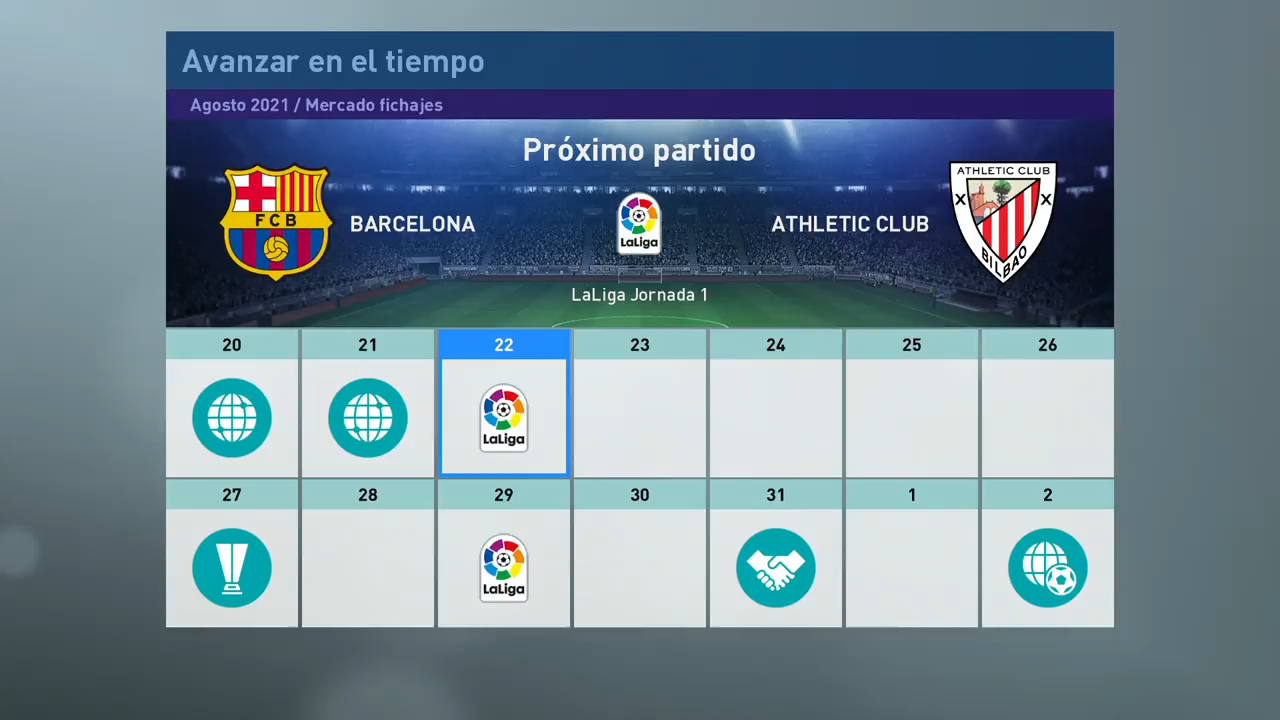 Avanzar en el tiempo
Agosto 2021 / Mercado fichajes
Próximo partido
FCB
BARCELONA
LaLiga
ATHLETIC CLUB
ATHLETIC CLUB
BILBAO
LaLiga Jornada 1
20 21 22 23 24 25 26
LaLiga
27 28 29 30 31 1 2
LaLiga